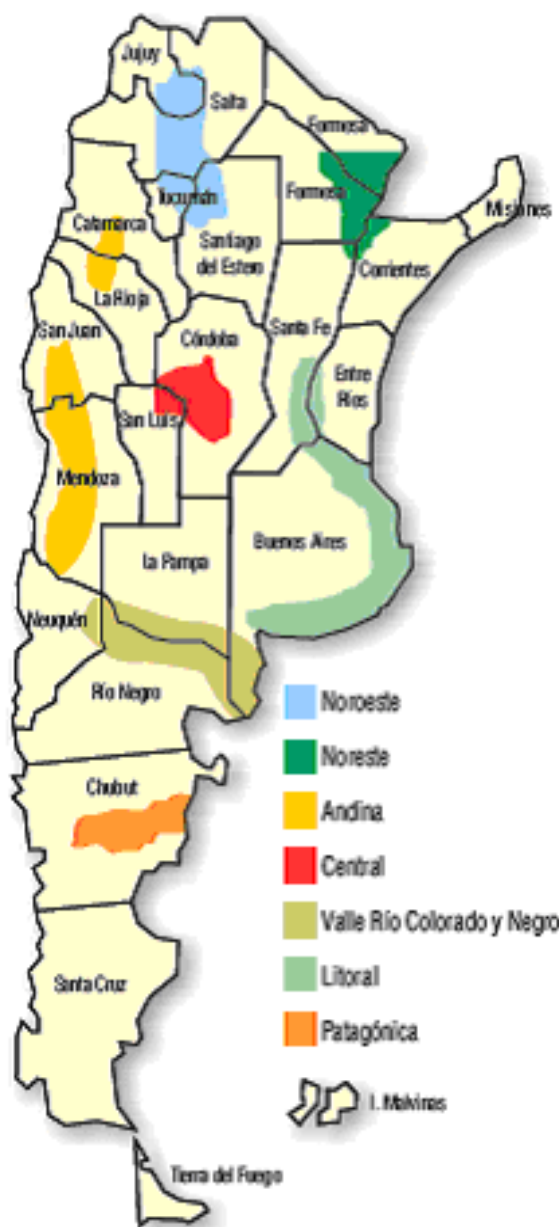 Jujuy
Salta
Formosa
Formosa
Misiones
Tucumán
Catamarca
Santiago
del Estero
Corrientes
La Rioja
San Juan
Córdoba
Santa Fe
Entre
Ríos
San Luis
Mendoza
Buenos Aires
La Pampa
Neuquén
Río Negro
Noroeste
Noreste
Chubut
Andina
Central
Valle Río Colorado y Negro
Litoral
Santa Cruz
Patagónica
I. Malvinas
Tierra del Fuego